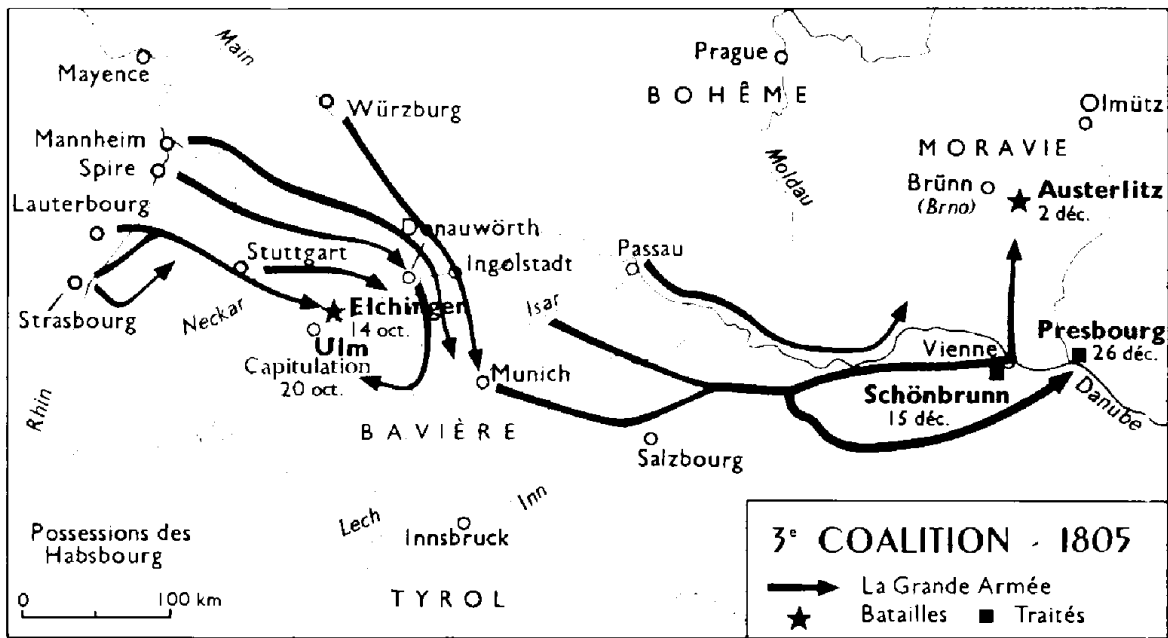 Main
Mayence
Prague
BOHÊME
Würzburg
Olmütz
Mannheim
MORAVIE
Spire
Moldau
Brünn
(Brno)
Austerlitz
2 déc.
Lauterbourg
Donauwörth
Stuttgart
Ingolstadt
Passau
Strasbourg
Neckar
Elchingen
14 oct.
Isar
Ulm
Capitulation
20 oct.
Munich
Vienne
Presbourg
26 déc.
Schönbrunn
15 déc.
Danube
Rhin
BAVIÈRE
Salzbourg
Lech
Inn
Innsbruck
Possessions des
Habsbourg
TYROL
0 100 km
3e COALITION - 1805
La Grande Armée
Batailles Traités